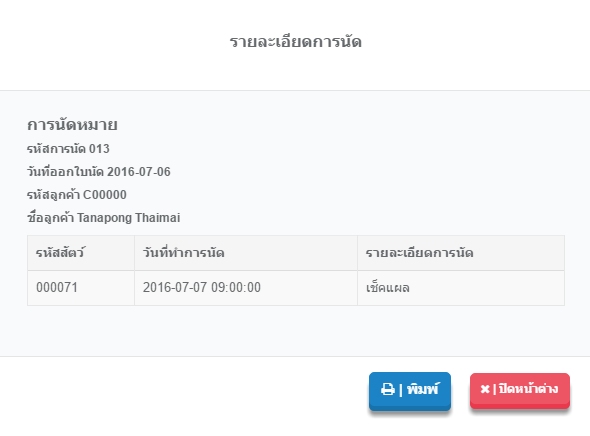 รายละเอียดการนัด
การนัดหมาย
รหัสการนัด 013
วันที่ออกใบนัด 2016-07-06
รหัสลูกค้า C00000
ชื่อลูกค้า Tanapong Thaimai
รหัสสัตว์ วันที่ทำการนัด รายละเอียดการนัด
000071 2016-07-07 09:00:00 เช็คแผล
| พิมพ์ ✖ | ปิดหน้าต่าง